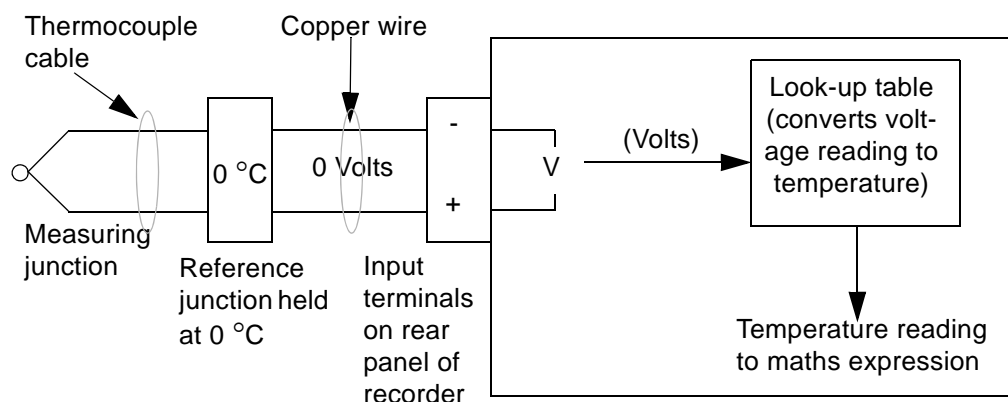 Thermocouple
cable
Copper wire
Look-up table
(converts volt-
age reading to
temperature)
-
(Volts)
0 °C
0 Volts
V
+
Measuring
junction
Reference
junction held
at 0 °C
Input
terminals
on rear
panel of
recorder
Temperature reading
to maths expression